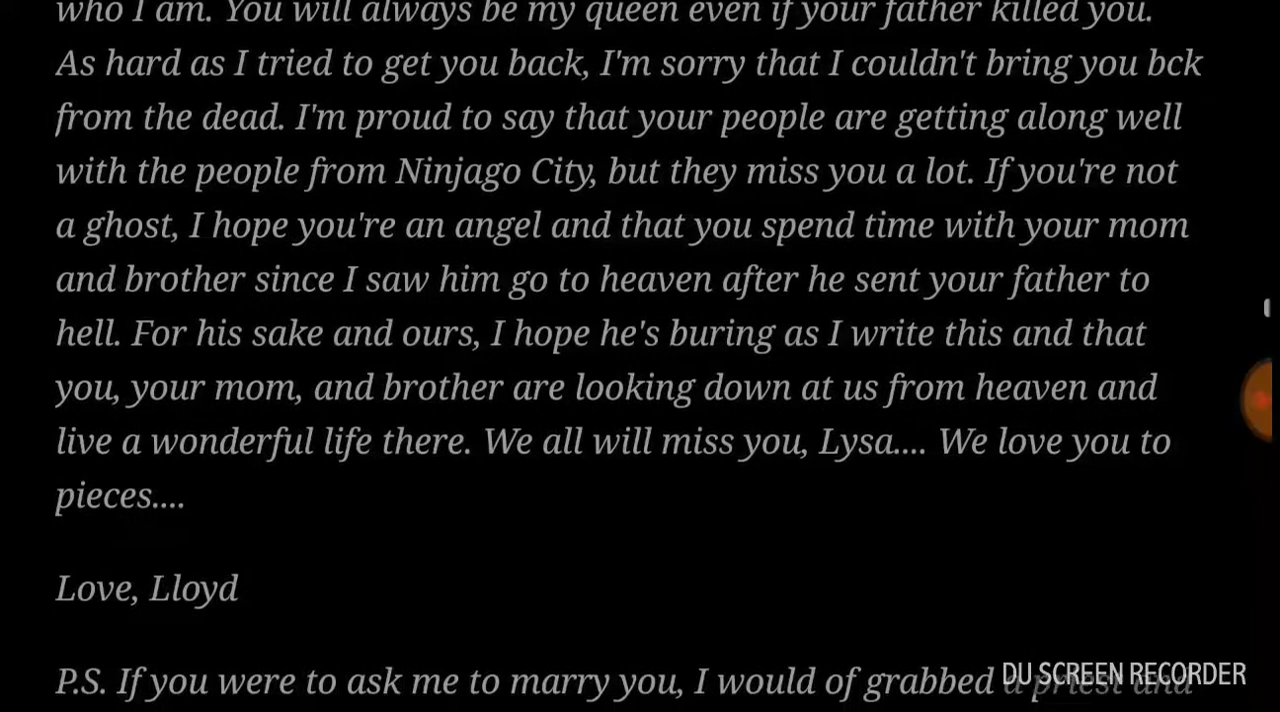 who I am. You will always be my queen even if your father killed you.
As hard as I tried to get you back, I'm sorry that I couldn't bring you bck
from the dead. I'm proud to say that your people are getting along well
with the people from Ninjago City, but they miss you a lot. If you're not
a ghost, I hope you're an angel and that you spend time with your mom
and brother since I saw him go to heaven after he sent your father to
hell. For his sake and ours, I hope he's buring as I write this and that
you, your mom, and brother are looking down at us from heaven and
live a wonderful life there. We all will miss you, Lysa.... We love you to
pieces....
Love, Lloyd
P.S. If you were to ask me to marry you, I would of grabbed a priest and
DU SCREEN RECORDER